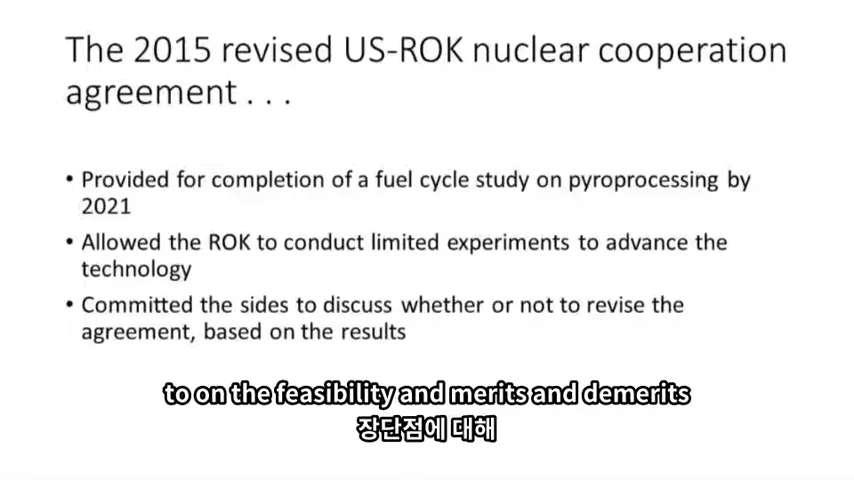 The 2015 revised US-ROK nuclear cooperation
agreement . . .
• Provided for completion of a fuel cycle study on pyroprocessing by
2021
• Allowed the ROK to conduct limited experiments to advance the
technology
• Committed the sides to discuss whether or not to revise the
agreement, based on the results
to on the feasibility and merits and demerits
장단점에 대해